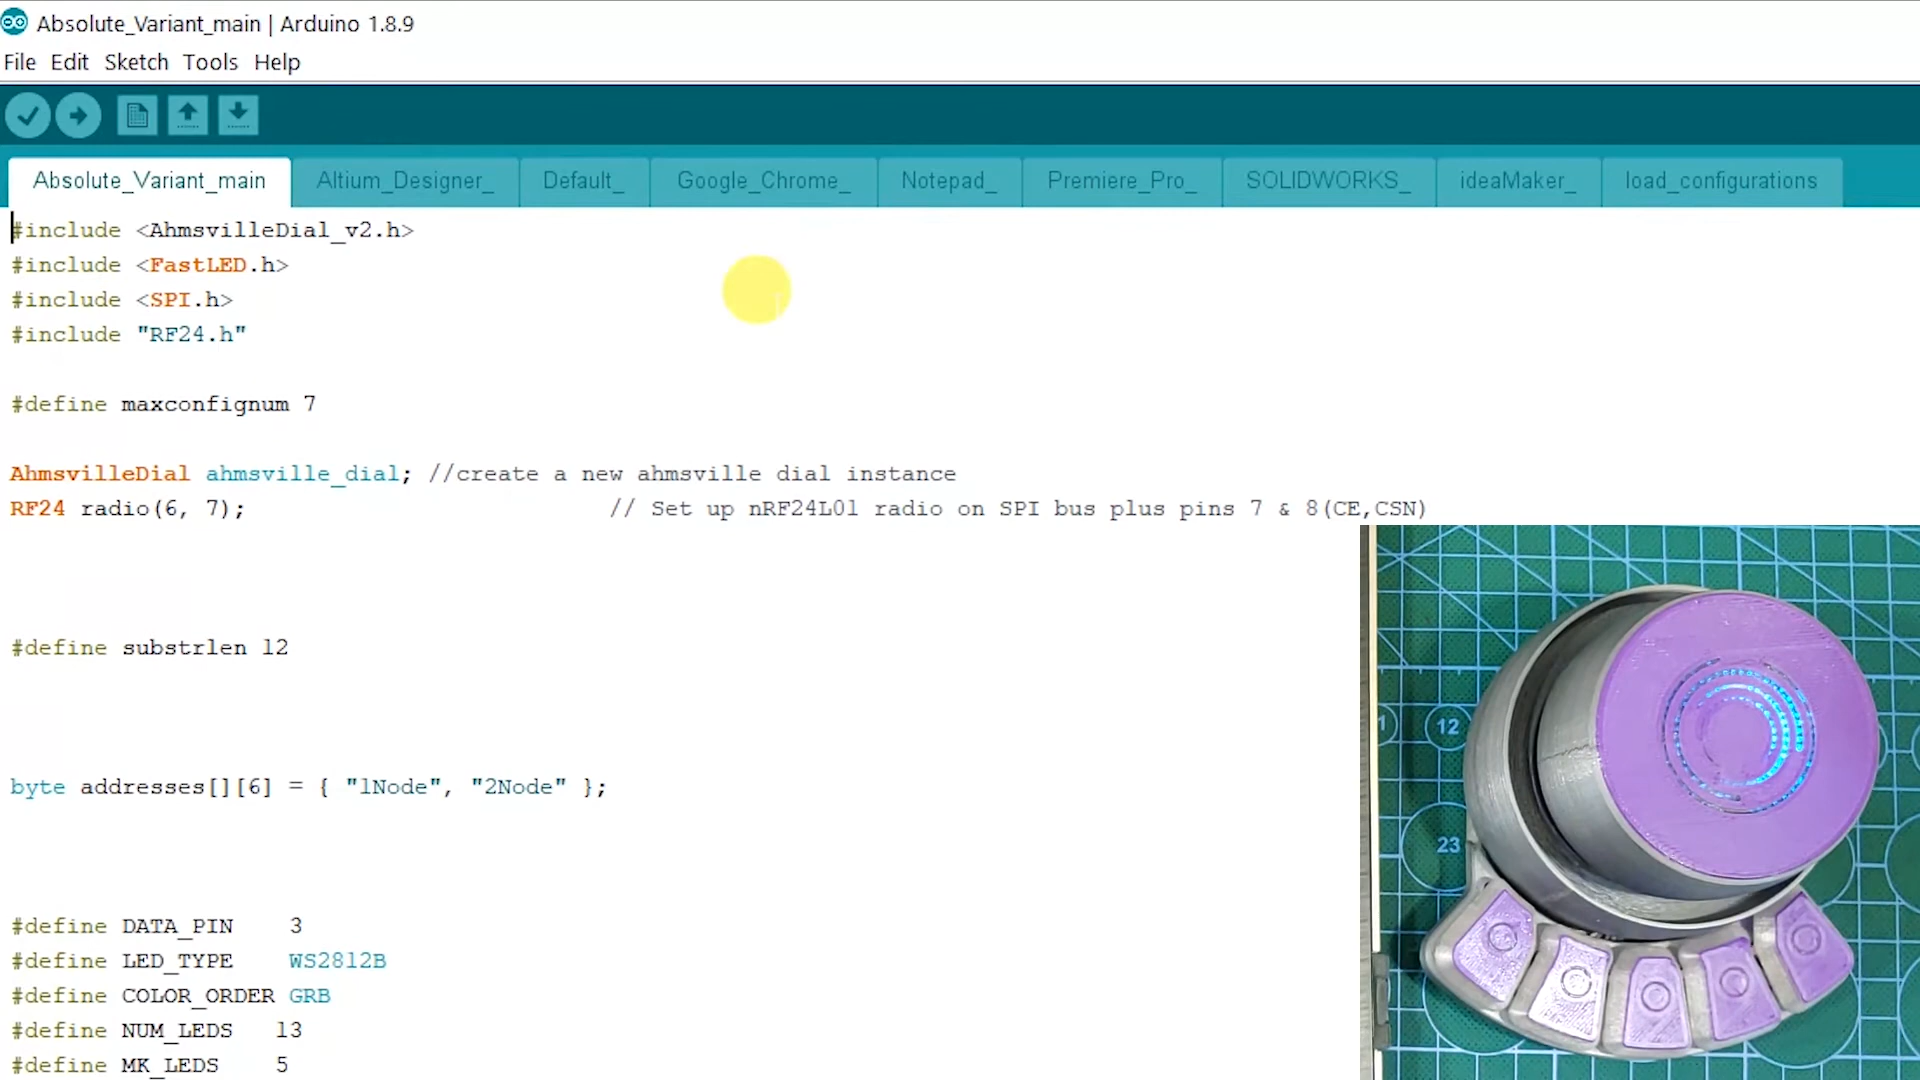 Absolute_Variant_main | Arduino 1.8.9
File Edit Sketch Tools Help
Absolute_Variant_main Altium_Designer_ Default_ Google_Chrome_ Notepad_ Premiere_Pro_ SOLIDWORKS_ ideaMaker_ load_configurations
#include <AhmsvilleDial_v2.h>
#include <FastLED.h>
#include <SPI.h>
#include "RF24.h"
#define maxconfignum 7
AhmsvilleDial ahmsville_dial; //create a new ahmsville dial instance
RF24 radio(6, 7); // Set up nRF24L01 radio on SPI bus plus pins 7 & 8(CE,CSN)
#define substrlen 12
byte addresses[][6] = { "1Node", "2Node" };
#define DATA_PIN 3
#define LED_TYPE WS2812B
#define COLOR_ORDER GRB
#define NUM_LEDS 13
#define MK_LEDS 5
1 12
23